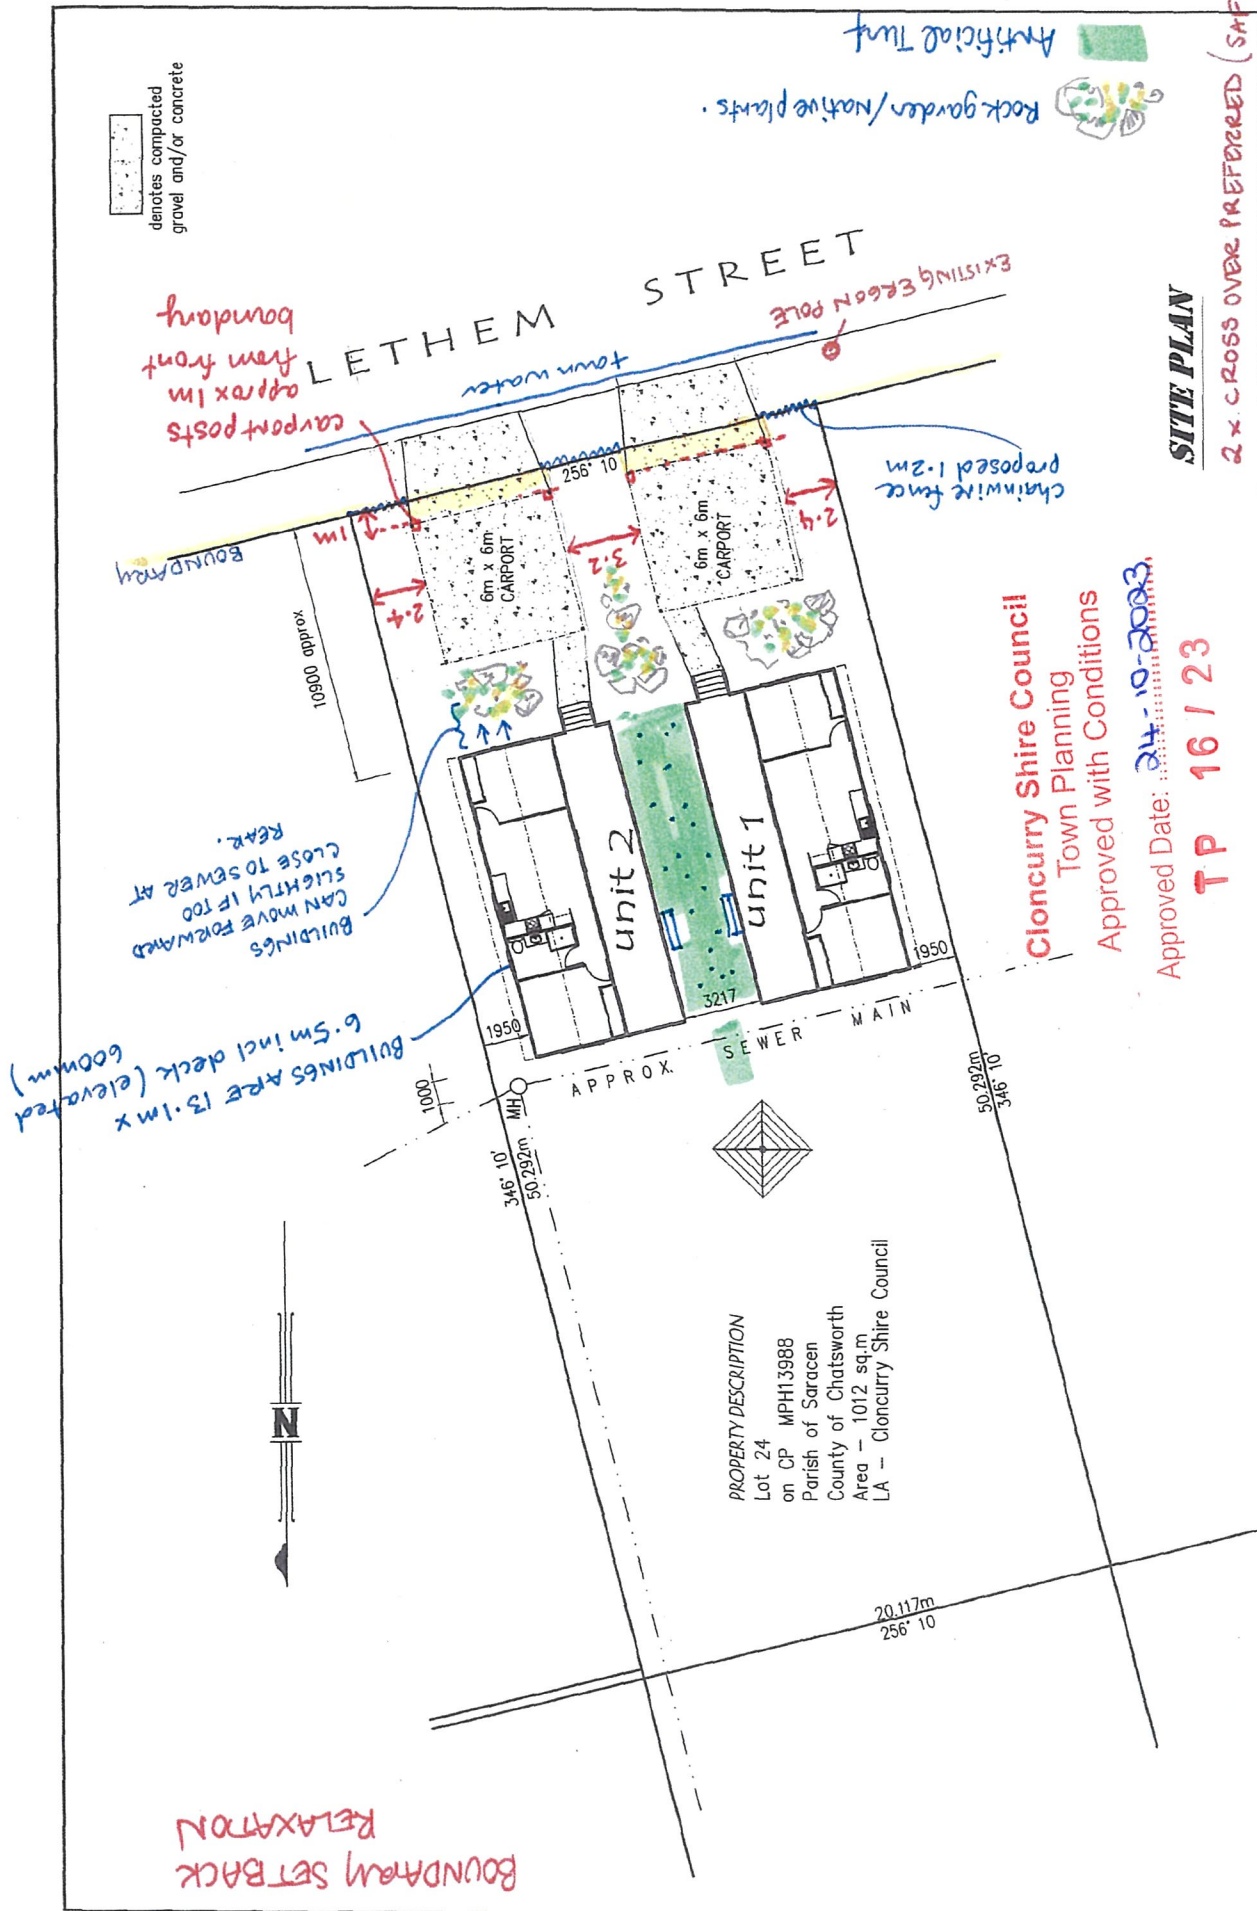 denotes compacted
gravel and/or concrete
Artificial Turf
Rock garden/Native plants.
LETHEM STREET
carport posts
approx 1m
from front
boundary
town water
EXISTING ERGON POLE
BOUNDARY
10900 approx
1m
2.4
6m x 6m
CARPORT
256° 10
3.2
6m x 6m
CARPORT
2.4
chainwire fence
proposed 1.2m
SITE PLAN
2 x CROSS OVER PREFERRED (SAF
BUILDINGS
CAN MOVE FORWARD
SLIGHTLY IF TOO
CLOSE TO SEWER AT
REAR.
unit 2
unit 1
BUILDINGS ARE 13.1m x
6.5m incl deck (elevated
600mm)
1950
3217
1950
1000
MH
APPROX. SEWER MAIN
346° 10'
50.292m
50.292m
346° 10'
Cloncurry Shire Council
Town Planning
Approved with Conditions
Approved Date: 24-10-2023
TP 16 / 23
N
PROPERTY DESCRIPTION
Lot 24
on CP MPH13988
Parish of Saracen
County of Chatsworth
Area – 1012 sq.m
LA – Cloncurry Shire Council
20.117m
256° 10
BOUNDARY SETBACK
RELAXATION